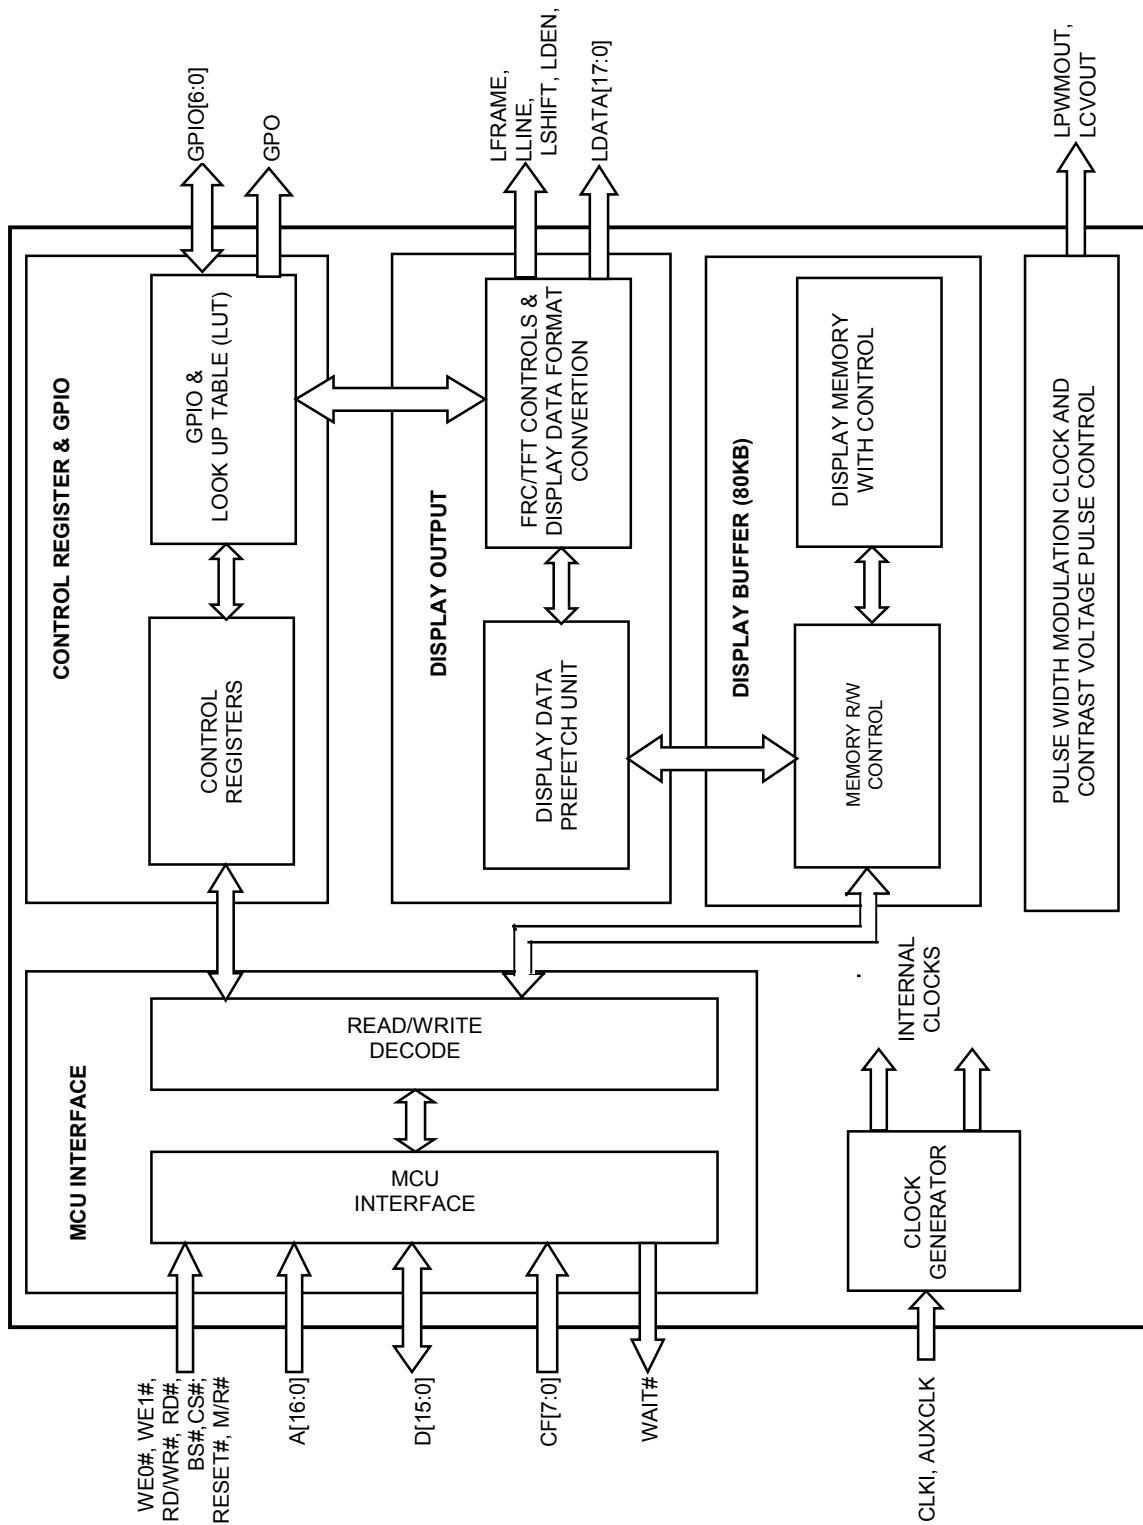 WE0#, WE1#,
RD/WR#, RD#,
BS#,CS#;
RESET#, M/R#
A[16:0]
D[15:0]
CF[7:0]
WAIT#
CLKI, AUXCLK
MCU INTERFACE
MCU
INTERFACE
READ/WRITE
DECODE
CLOCK
GENERATOR
INTERNAL
CLOCKS
CONTROL REGISTER & GPIO
CONTROL
REGISTERS
GPIO &
LOOK UP TABLE (LUT)
GPIO[6:0]
GPO
DISPLAY OUTPUT
DISPLAY DATA
PREFETCH UNIT
FRC/TFT CONTROLS &
DISPLAY DATA FORMAT
CONVERTION
LFRAME,
LLINE,
LSHIFT, LDEN,
LDATA[17:0]
DISPLAY BUFFER (80KB)
MEMORY R/W
CONTROL
DISPLAY MEMORY
WITH CONTROL
PULSE WIDTH MODULATION CLOCK AND
CONTRAST VOLTAGE PULSE CONTROL
LPWMOUT,
LCVOUT